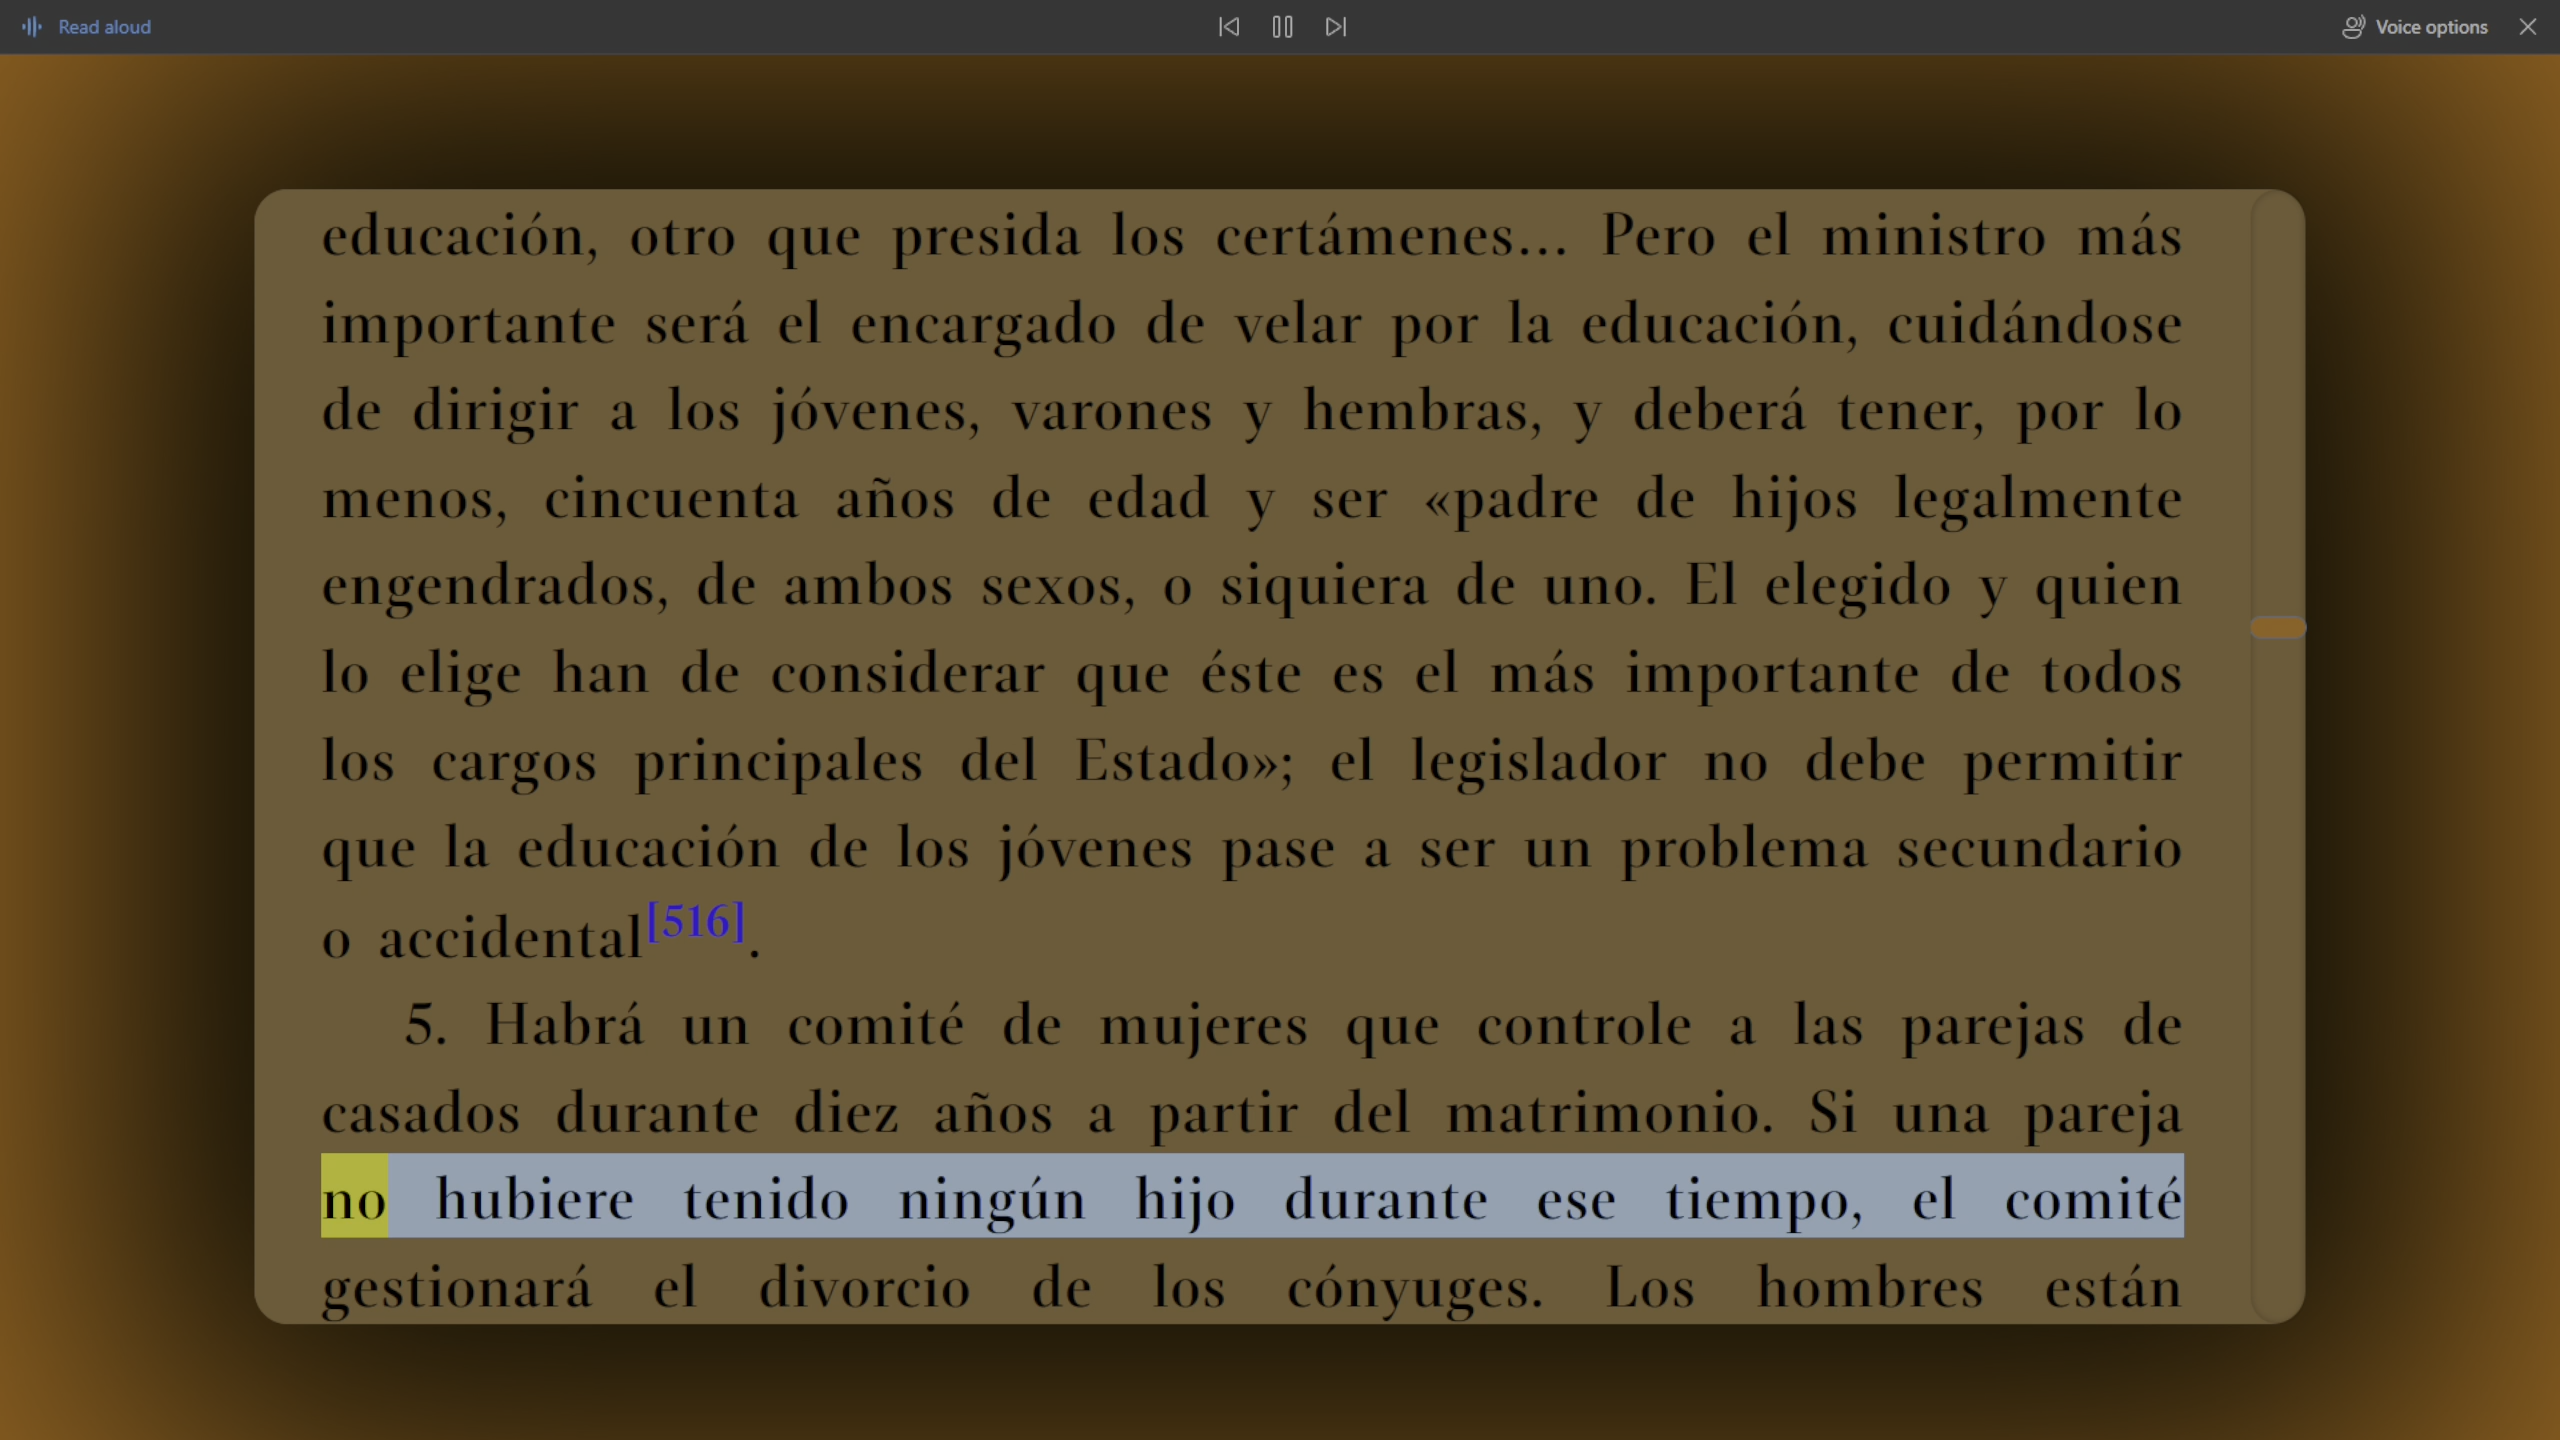 Read aloud
Voice options
educación, otro que presida los certámenes… Pero el ministro más
importante será el encargado de velar por la educación, cuidándose
de dirigir a los jóvenes, varones y hembras, y deberá tener, por lo
menos, cincuenta años de edad y ser «padre de hijos legalmente
engendrados, de ambos sexos, o siquiera de uno. El elegido y quien
lo elige han de considerar que éste es el más importante de todos
los cargos principales del Estado»; el legislador no debe permitir
que la educación de los jóvenes pase a ser un problema secundario
o accidental[516].
5. Habrá un comité de mujeres que controle a las parejas de
casados durante diez años a partir del matrimonio. Si una pareja
no hubiere tenido ningún hijo durante ese tiempo, el comité
gestionará el divorcio de los cónyuges. Los hombres están